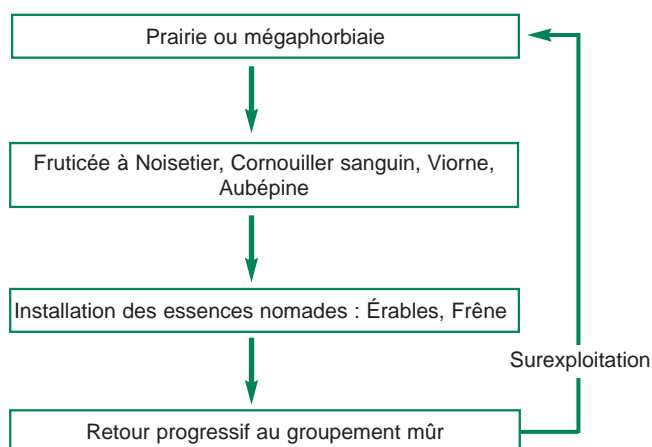 Prairie ou mégaphorbiaie
Fruticée à Noisetier, Cornouiller sanguin, Viorne,
Aubépine
Installation des essences nomades : Érables, Frêne
Surexploitation
Retour progressif au groupement mûr